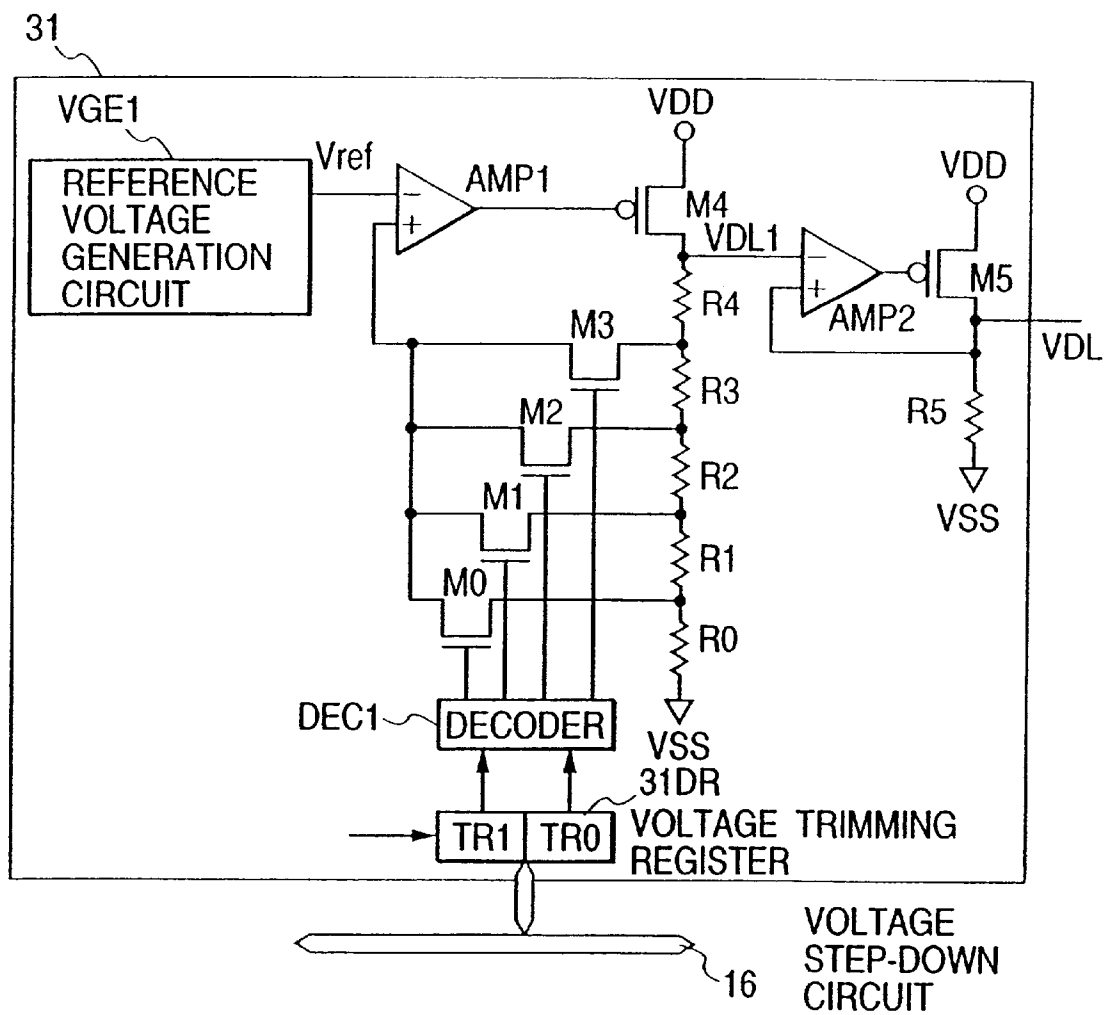 31
VGE1
REFERENCE
VOLTAGE
GENERATION
CIRCUIT
Vref
−
+
AMP1
VDD
M4
VDL1
−
+
AMP2
VDD
M5
VDL
R5
VSS
R4
M3
R3
M2
R2
M1
R1
M0
R0
VSS
DEC1
DECODER
31DR
TR1
TR0
VOLTAGE TRIMMING
REGISTER
16
VOLTAGE
STEP-DOWN
CIRCUIT